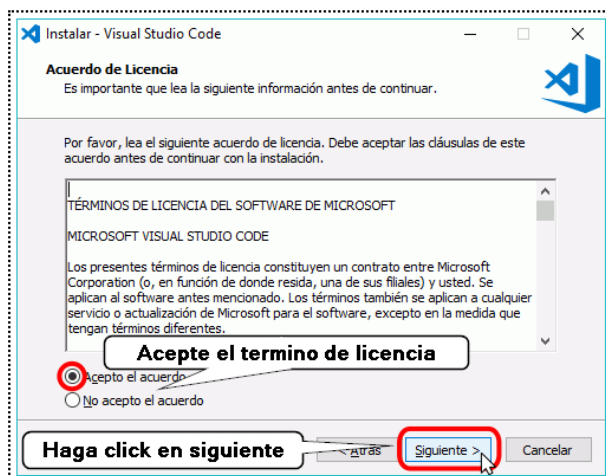 Instalar - Visual Studio Code
Acuerdo de Licencia
Es importante que lea la siguiente información antes de continuar.
Por favor, lea el siguiente acuerdo de licencia. Debe aceptar las cláusulas de este
acuerdo antes de continuar con la instalación.
TÉRMINOS DE LICENCIA DEL SOFTWARE DE MICROSOFT
MICROSOFT VISUAL STUDIO CODE
Los presentes términos de licencia constituyen un contrato entre Microsoft
Corporation (o, en función de donde resida, una de sus filiales) y usted. Se
aplican al software antes mencionado. Los términos también se aplican a cualquier
servicio o actualización de Microsoft para el software, excepto en la medida que
tengan términos diferentes.
Acepte el termino de licencia
Acepto el acuerdo
No acepto el acuerdo
Haga click en siguiente
< Atrás
Siguiente >
Cancelar